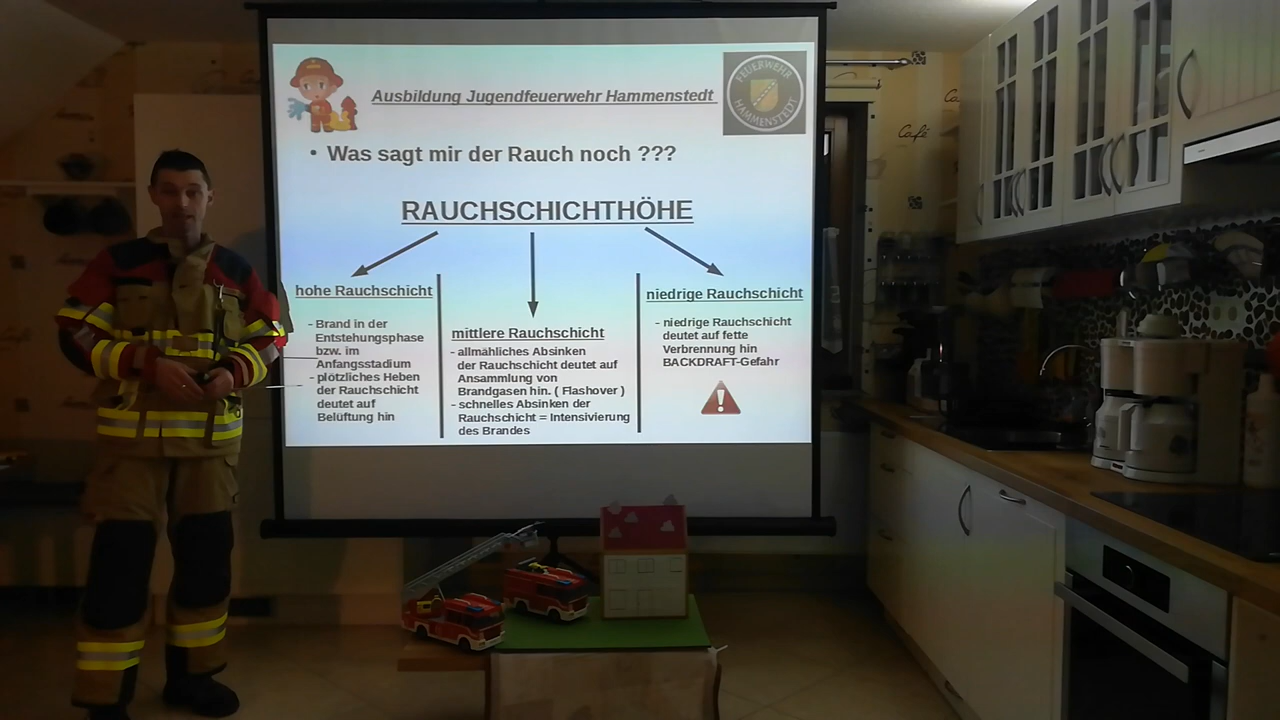 Ausbildung Jugendfeuerwehr Hammenstedt
FEUERWEHR
HAMMENSTEDT
• Was sagt mir der Rauch noch ???
RAUCHSCHICHTHÖHE
hohe Rauchschicht
- Brand in der
Entstehungsphase
bzw. im
Anfangsstadium
- plötzliches Heben
der Rauchschicht
deutet auf
Belüftung hin
mittlere Rauchschicht
- allmähliches Absinken
der Rauchschicht deutet auf
Ansammlung von
Brandgasen hin. ( Flashover )
- schnelles Absinken der
Rauchschicht = Intensivierung
des Brandes
niedrige Rauchschicht
- niedrige Rauchschicht
deutet auf fette
Verbrennung hin
BACKDRAFT-Gefahr
Café